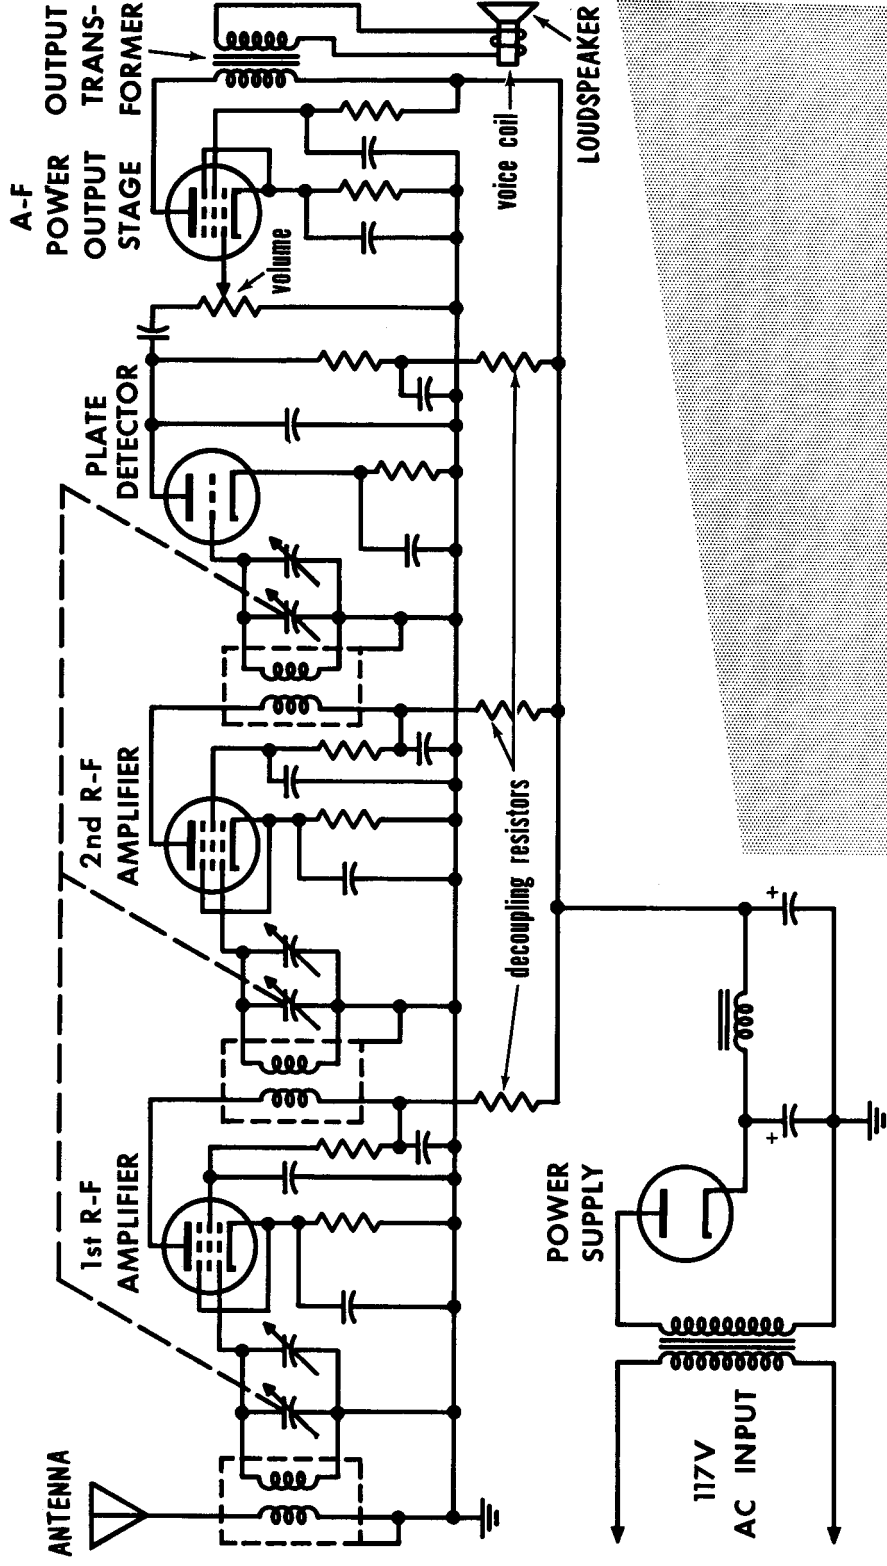 ANTENNA
1st R-F
AMPLIFIER
2nd R-F
AMPLIFIER
PLATE
DETECTOR
A-F
POWER
OUTPUT
STAGE
OUTPUT
TRANS-
FORMER
volume
voice coil
LOUDSPEAKER
decoupling resistors
POWER
SUPPLY
+
+
117V
AC INPUT